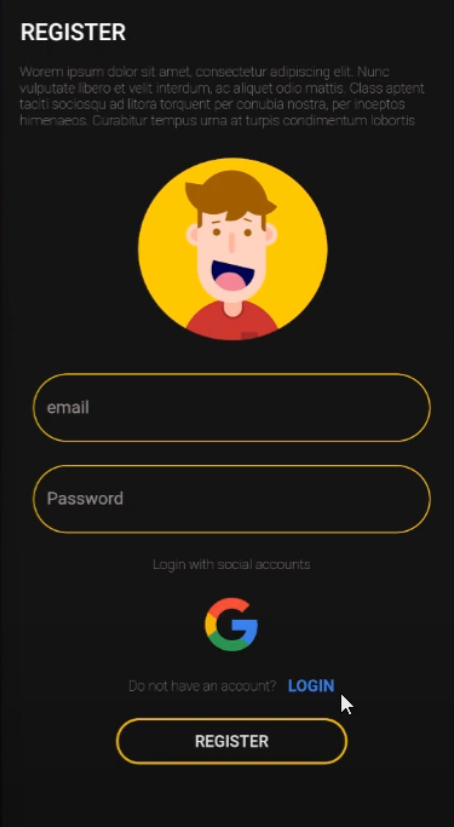 REGISTER
Worem ipsum dolor sit amet, consectetur adipiscing elit. Nunc
vulputate libero et velit interdum, ac aliquet odio mattis. Class aptent
taciti sociosqu ad litora torquent per conubia nostra, per inceptos
himenaeos. Curabitur tempus urna at turpis condimentum lobortis
email
Password
Login with social accounts
Do not have an account? LOGIN
REGISTER